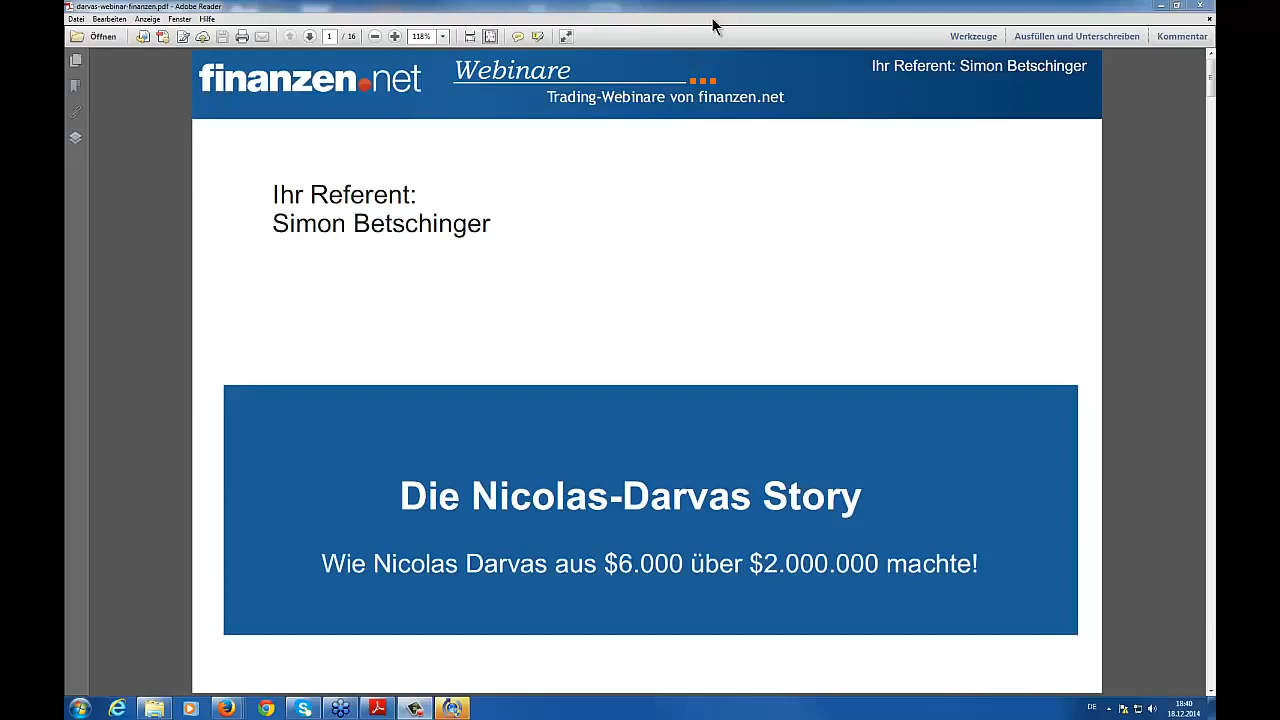 darvas-webinar-finanzen.pdf - Adobe Reader
Datei Bearbeiten Anzeige Fenster Hilfe
Öffnen 1 / 16 118% Werkzeuge Ausfüllen und Unterschreiben Kommentar
finanzen.net Webinare Ihr Referent: Simon Betschinger
Trading-Webinare von finanzen.net
Ihr Referent:
Simon Betschinger
Die Nicolas-Darvas Story
Wie Nicolas Darvas aus $6.000 über $2.000.000 machte!
DE 18:40
18.12.2014